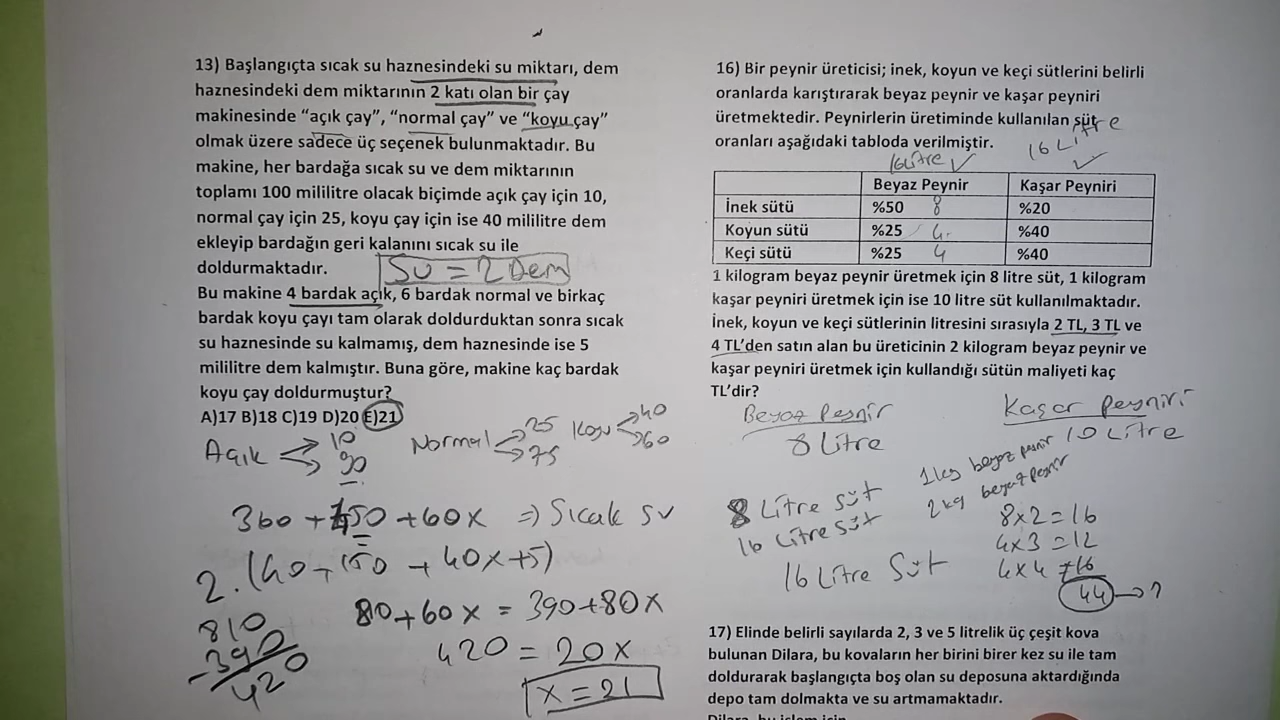 13) Başlangıçta sıcak su haznesindeki su miktarı, dem
haznesindeki dem miktarının 2 katı olan bir çay
makinesinde “açık çay”, “normal çay” ve “koyu çay”
olmak üzere sadece üç seçenek bulunmaktadır. Bu
makine, her bardağa sıcak su ve dem miktarının
toplamı 100 mililitre olacak biçimde açık çay için 10,
normal çay için 25, koyu çay için ise 40 mililitre dem
ekleyip bardağın geri kalanını sıcak su ile
doldurmaktadır.
Su = 2 Dem
Bu makine 4 bardak açık, 6 bardak normal ve birkaç
bardak koyu çayı tam olarak doldurduktan sonra sıcak
su haznesinde su kalmamış, dem haznesinde ise 5
mililitre dem kalmıştır. Buna göre, makine kaç bardak
koyu çay doldurmuştur?
A)17 B)18 C)19 D)20 E)21
Açık 10 90
Normal 25 75
Koyu 40 60
360 + 450 + 60x => Sıcak su
2. (40 + 150 + 40x + 5)
810 + 60x = 390 + 80x
810
- 390
420
420 = 20x
x = 21
16) Bir peynir üreticisi; inek, koyun ve keçi sütlerini belirli
oranlarda karıştırarak beyaz peynir ve kaşar peyniri
üretmektedir. Peynirlerin üretiminde kullanılan süt
oranları aşağıdaki tabloda verilmiştir.
16 Litre
16 Litre
Beyaz Peynir Kaşar Peyniri
İnek sütü %50 8 %20
Koyun sütü %25 4 %40
Keçi sütü %25 4 %40
1 kilogram beyaz peynir üretmek için 8 litre süt, 1 kilogram
kaşar peyniri üretmek için ise 10 litre süt kullanılmaktadır.
İnek, koyun ve keçi sütlerinin litresini sırasıyla 2 TL, 3 TL ve
4 TL’den satın alan bu üreticinin 2 kilogram beyaz peynir ve
kaşar peyniri üretmek için kullandığı sütün maliyeti kaç
TL’dir?
Beyaz Peynir
8 Litre
Kaşar Peyniri
10 Litre
8 Litre süt 1kg beyaz peynir
16 Litre süt 2kg beyaz peynir
16 Litre Süt
8x2 = 16
4x3 = 12
4x4 = 16
44 → ?
17) Elinde belirli sayılarda 2, 3 ve 5 litrelik üç çeşit kova
bulunan Dilara, bu kovaların her birini birer kez su ile tam
doldurarak başlangıçta boş olan su deposuna aktardığında
depo tam dolmakta ve su artmamaktadır.
Dilara, bu işlem için